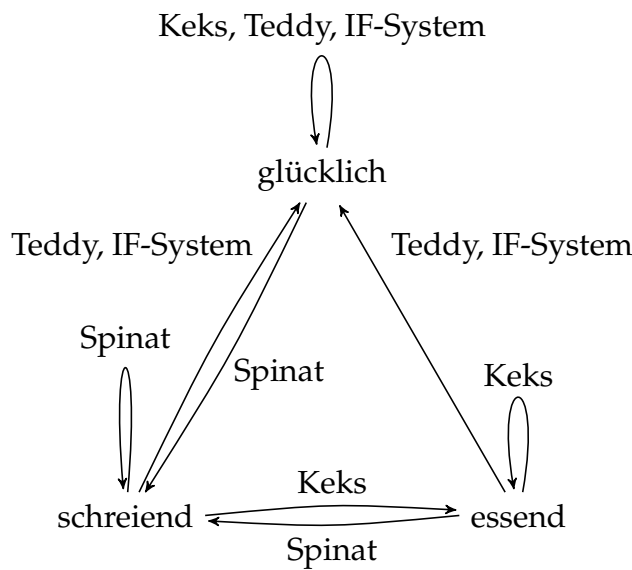 Keks, Teddy, IF-System
glücklich
Teddy, IF-System
Teddy, IF-System
Spinat
Spinat
Keks
Keks
schreiend
essend
Spinat